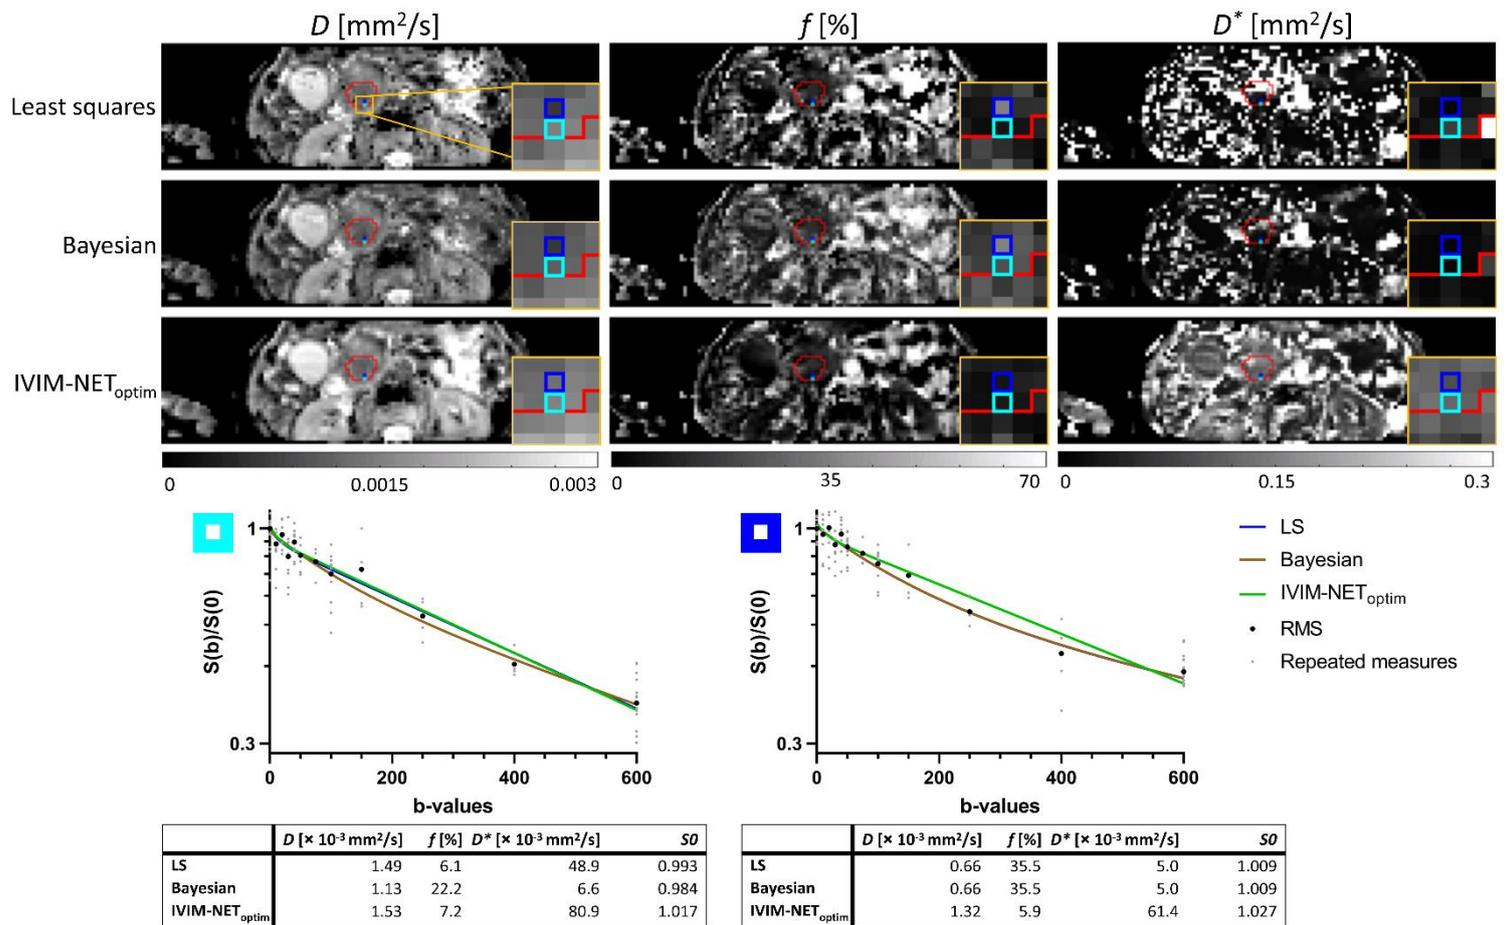 D [mm²/s] f [%] D* [mm²/s]
Least squares
Bayesian
IVIM-NEToptim
0 0.0015 0.003 0 35 70 0 0.15 0.3
1
0.3
S(b)/S(0)
0 200 400 600
b-values
1
0.3
S(b)/S(0)
0 200 400 600
b-values
LS
Bayesian
IVIM-NEToptim
RMS
Repeated measures
D [× 10-3 mm²/s] f [%] D* [× 10-3 mm²/s] S0
LS 1.49 6.1 48.9 0.993
Bayesian 1.13 22.2 6.6 0.984
IVIM-NEToptim 1.53 7.2 80.9 1.017
D [× 10-3 mm²/s] f [%] D* [× 10-3 mm²/s] S0
LS 0.66 35.5 5.0 1.009
Bayesian 0.66 35.5 5.0 1.009
IVIM-NEToptim 1.32 5.9 61.4 1.027